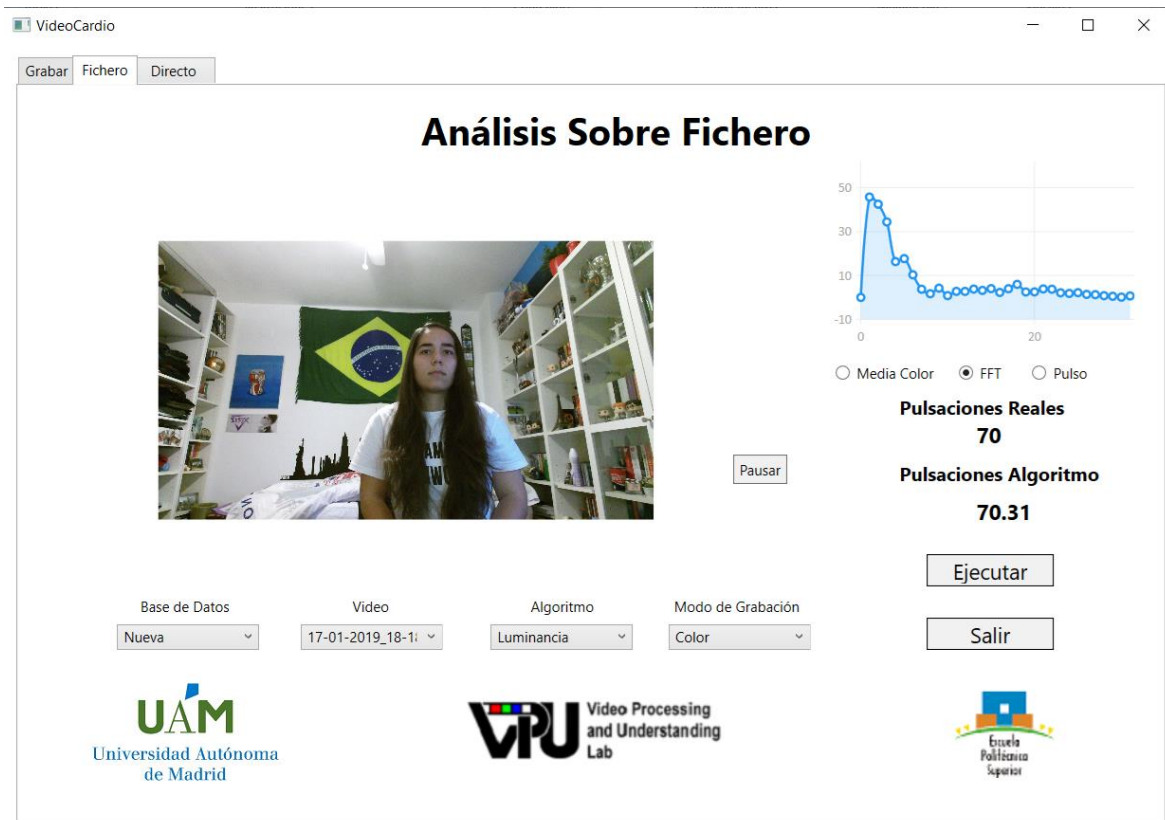 VideoCardio
Grabar Fichero Directo
Análisis Sobre Fichero
50
30
10
-10
0 20
Media Color FFT Pulso
Pulsaciones Reales
70
Pausar
Pulsaciones Algoritmo
70.31
Ejecutar
Base de Datos Video Algoritmo Modo de Grabación
Nueva 17-01-2019_18-18 Luminancia Color
Salir
UAM
Universidad Autónoma
de Madrid
VPU
Video Processing
and Understanding
Lab
Escuela
Politécnica
Superior